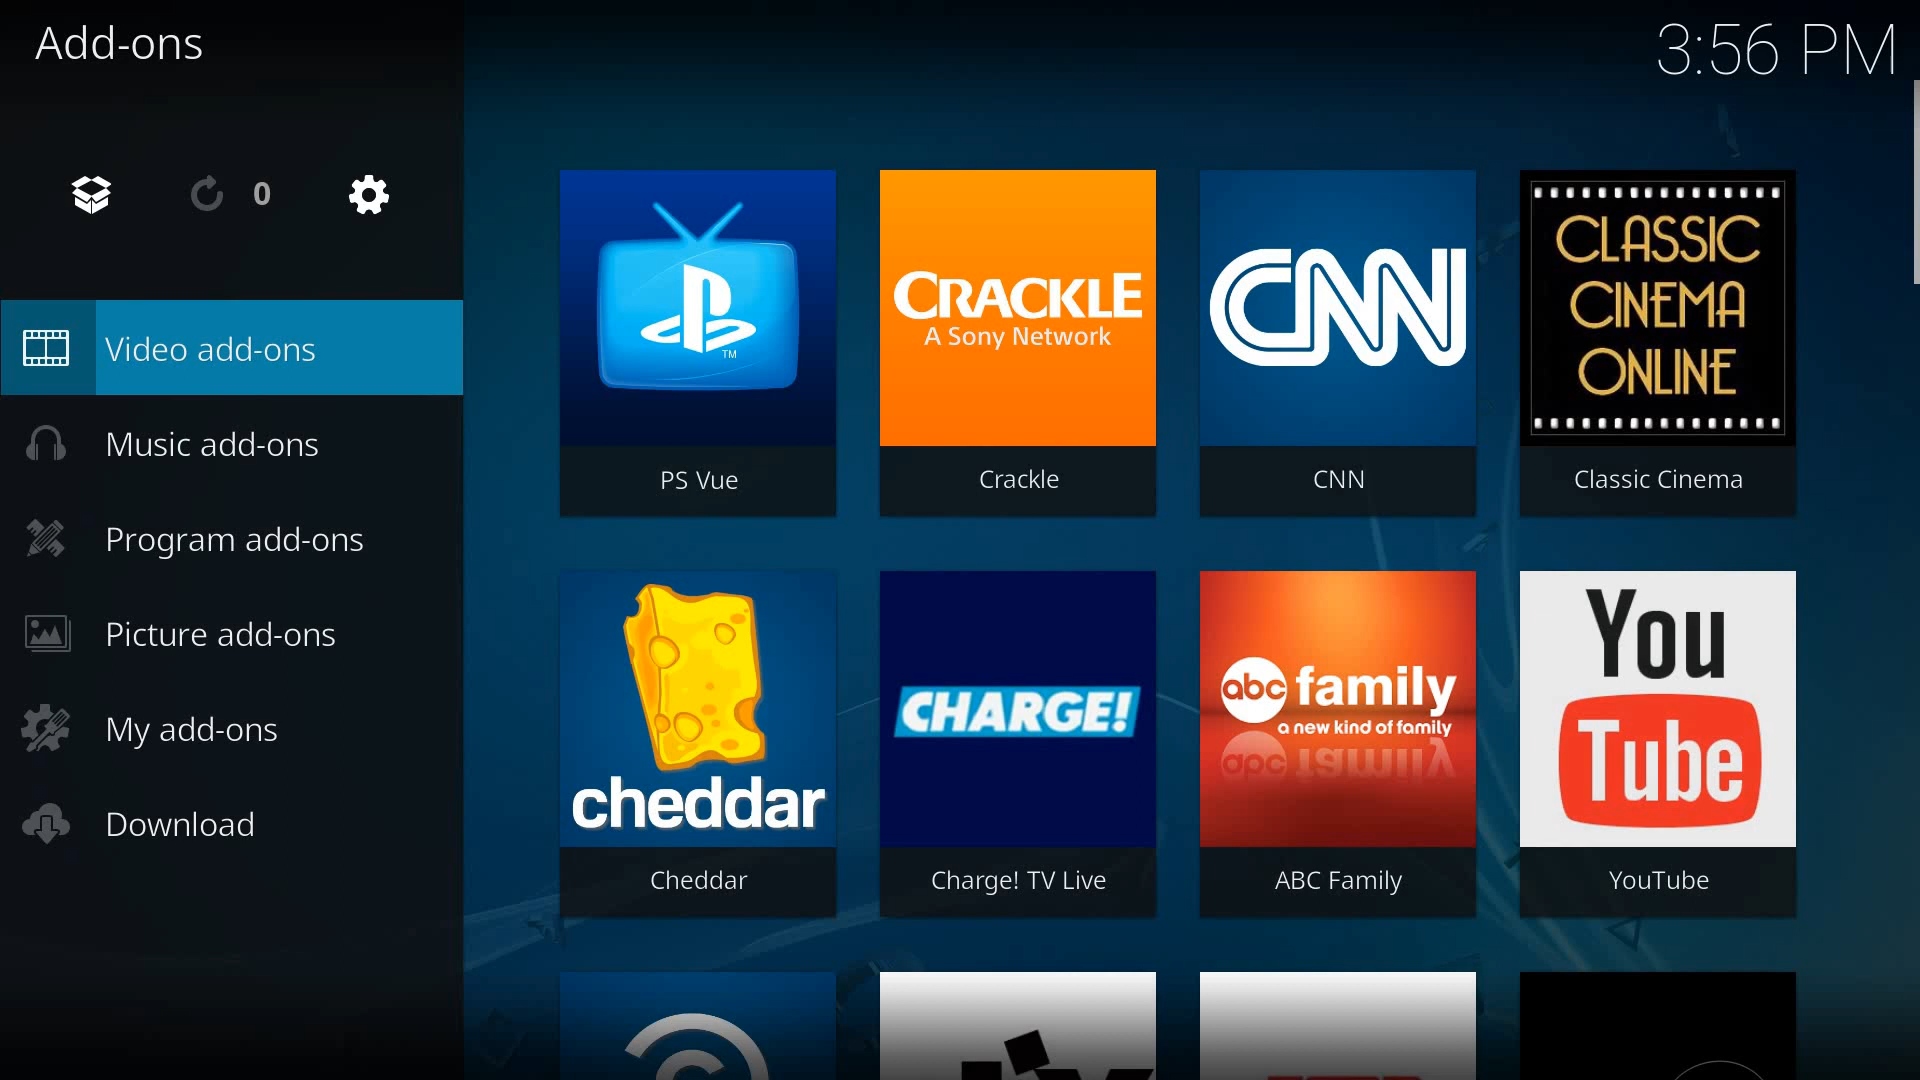 Add-ons
3:56 PM
0
Video add-ons
Music add-ons
Program add-ons
Picture add-ons
My add-ons
Download
TM
PS Vue
CRACKLE
A Sony Network
Crackle
CNN
CNN
CLASSIC
CINEMA
ONLINE
Classic Cinema
cheddar
Cheddar
CHARGE!
Charge! TV Live
abc family
a new kind of family
ABC Family
You
Tube
YouTube